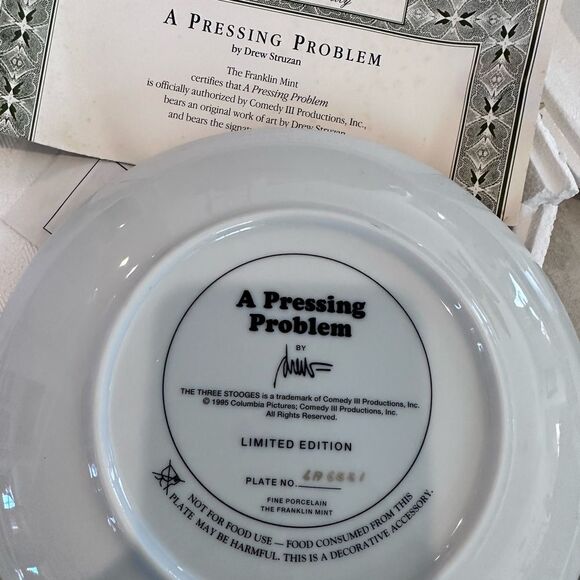 A PRESSING PROBLEM
by Drew Struzan
The Franklin Mint
certifies that A Pressing Problem
is officially authorized by Comedy III Productions, Inc.,
bears an original work of art by Drew Struzan
and bears the
A Pressing
Problem
BY
THE THREE STOOGES is a trademark of Comedy III Productions, Inc.
© 1995 Columbia Pictures; Comedy III Productions, Inc.
All Rights Reserved.
LIMITED EDITION
PLATE NO.
FINE PORCELAIN
THE FRANKLIN MINT
NOT FOR FOOD USE — FOOD CONSUMED FROM THIS
PLATE MAY BE HARMFUL. THIS IS A DECORATIVE ACCESSORY.